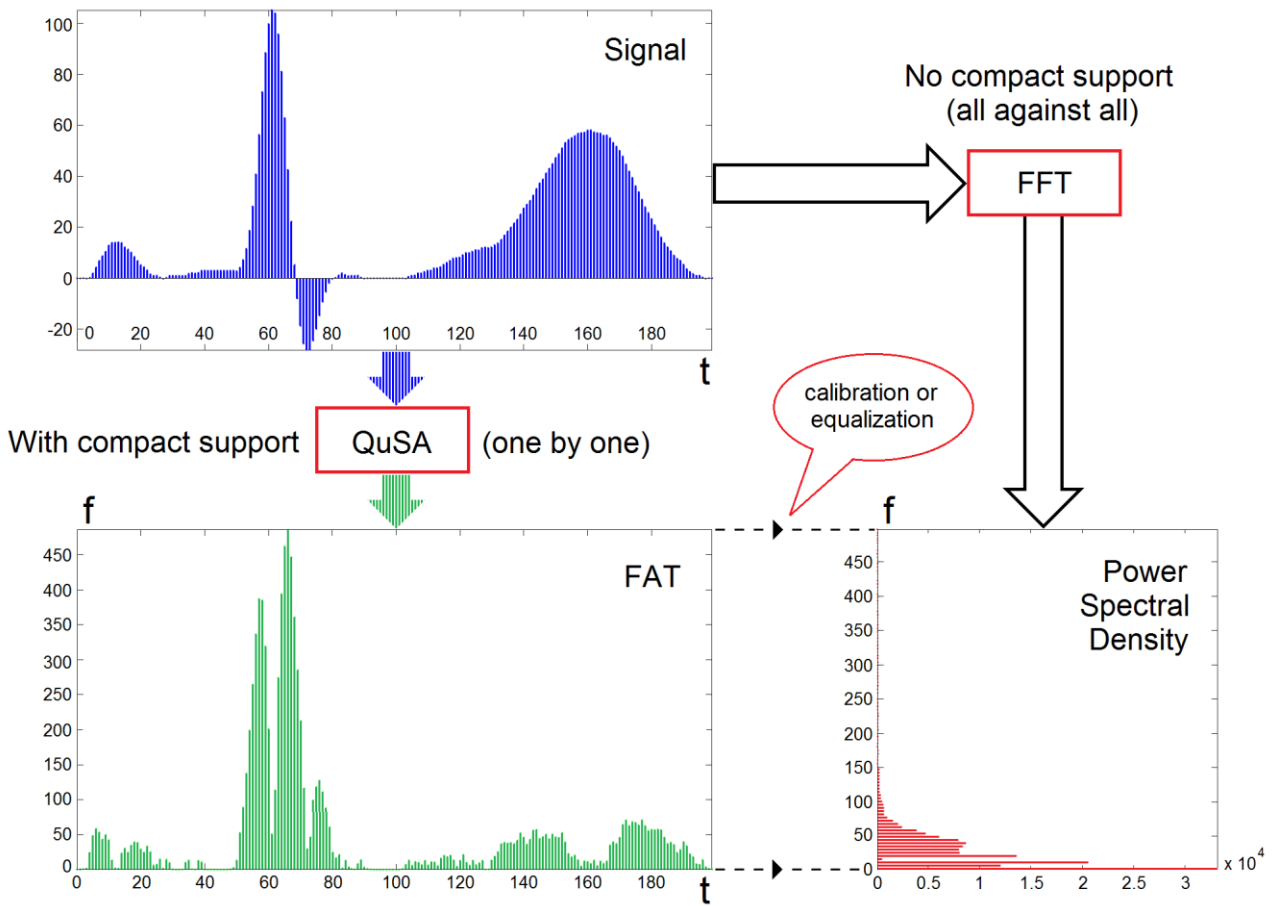 Signal
100
80
60
40
20
0
-20
0 20 40 60 80 100 120 140 160 180
t
No compact support
(all against all)
FFT
calibration or
equalization
With compact support
QuSA
(one by one)
f
FAT
450
400
350
300
250
200
150
100
50
0
0 20 40 60 80 100 120 140 160 180
t
f
Power
Spectral
Density
450
400
350
300
250
200
150
100
50
0
0 0.5 1 1.5 2 2.5 3
x 10⁴